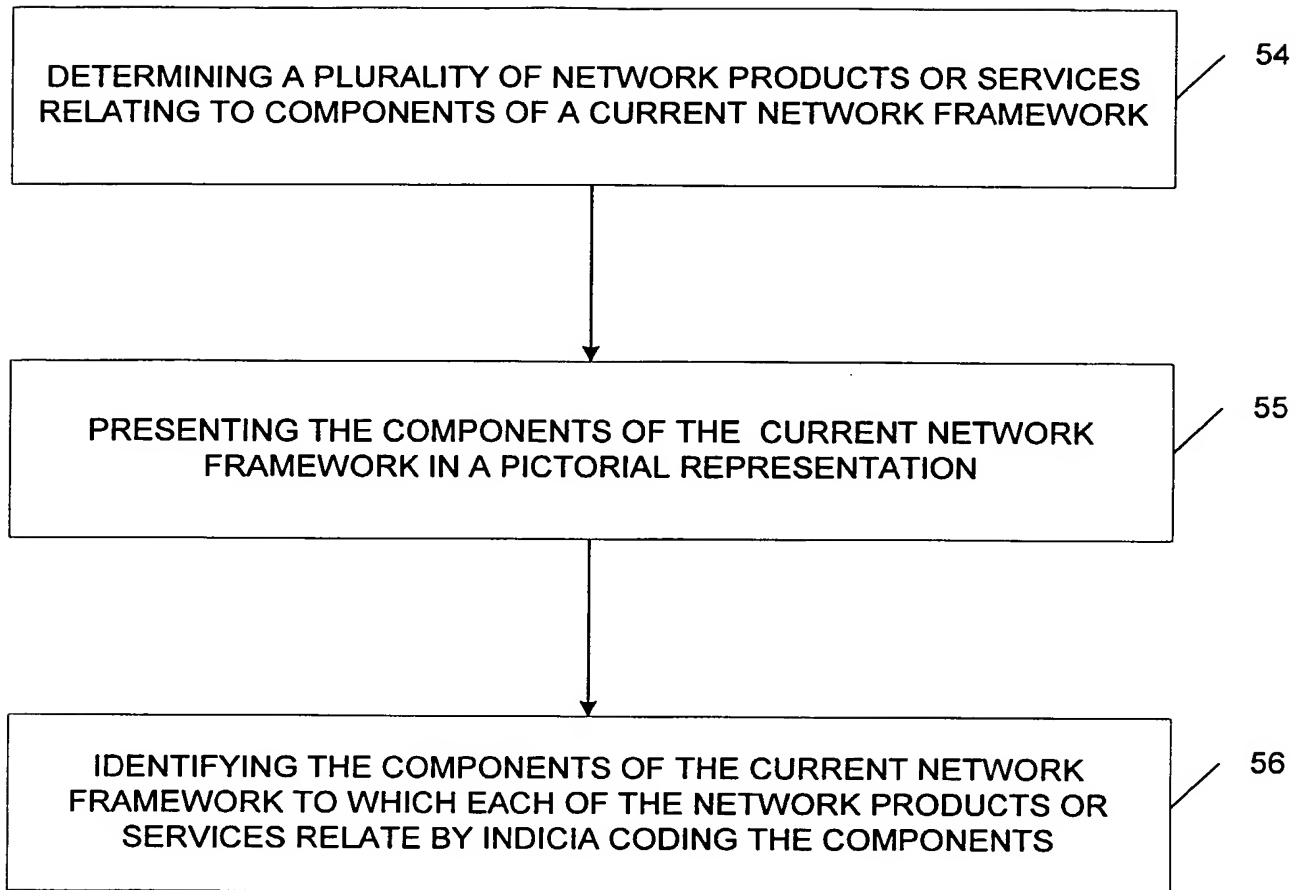 DETERMINING A PLURALITY OF NETWORK PRODUCTS OR SERVICES
RELATING TO COMPONENTS OF A CURRENT NETWORK FRAMEWORK
54
PRESENTING THE COMPONENTS OF THE CURRENT NETWORK
FRAMEWORK IN A PICTORIAL REPRESENTATION
55
IDENTIFYING THE COMPONENTS OF THE CURRENT NETWORK
FRAMEWORK TO WHICH EACH OF THE NETWORK PRODUCTS OR
SERVICES RELATE BY INDICIA CODING THE COMPONENTS
56